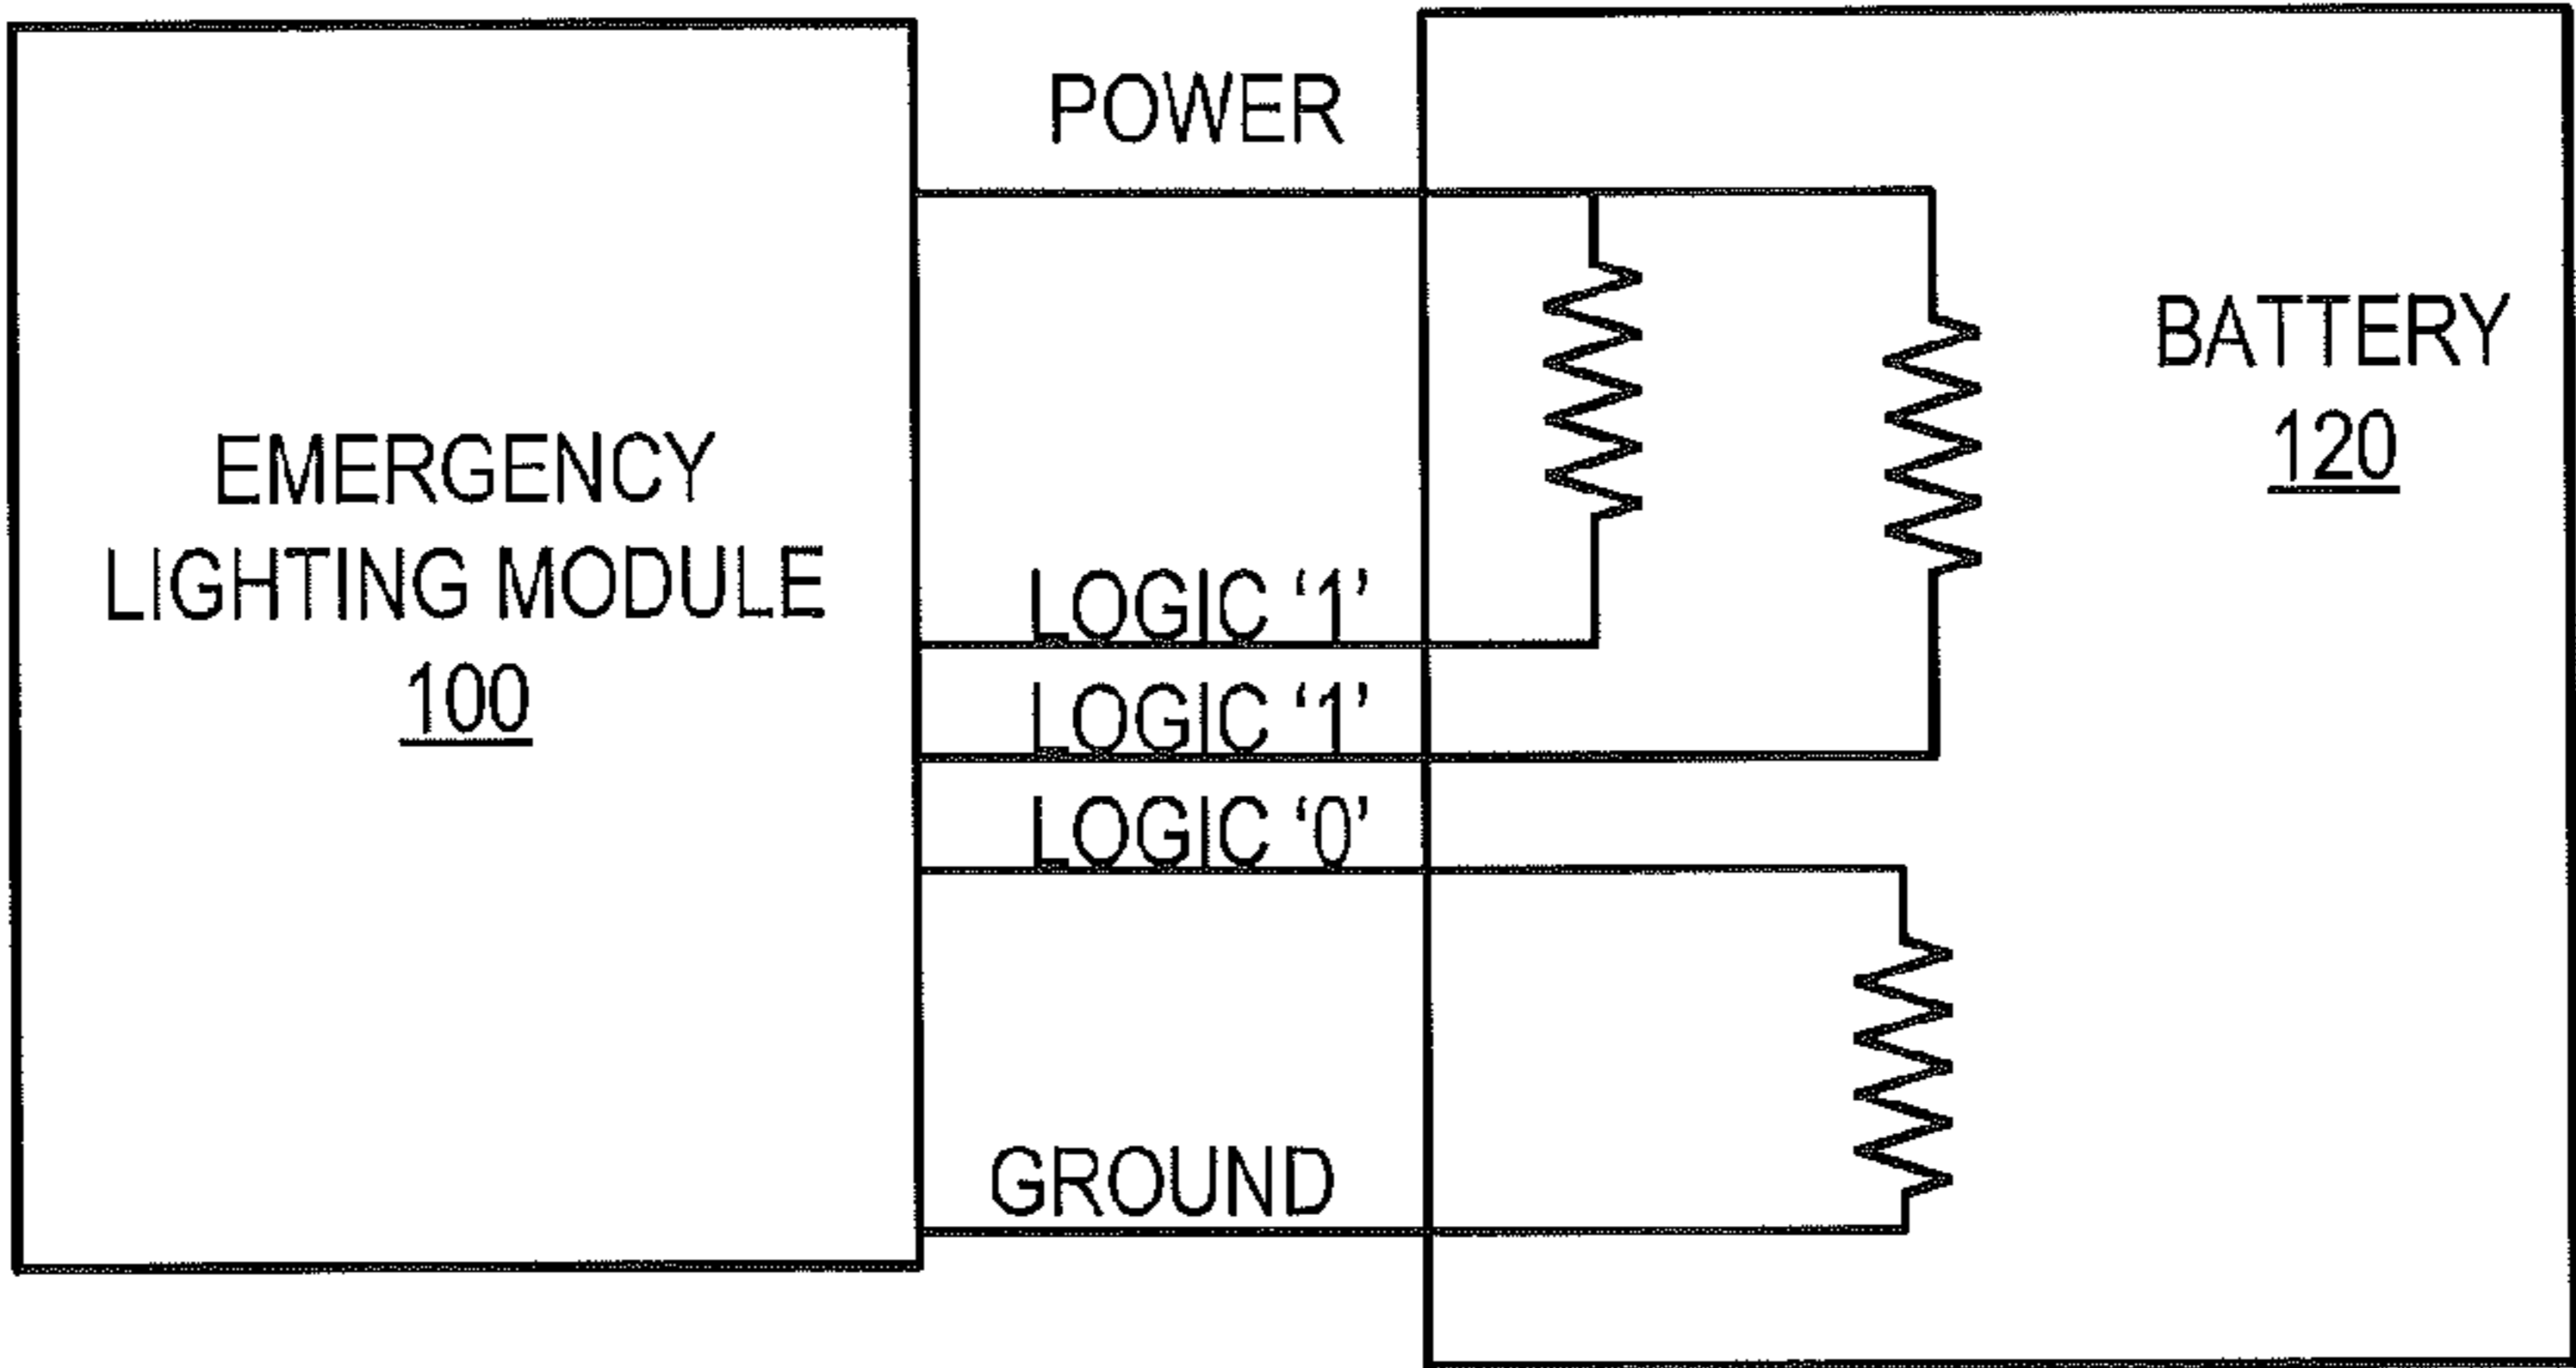 POWER
EMERGENCY
LIGHTING MODULE
100
BATTERY
120
LOGIC ‘1’
LOGIC ‘1’
LOGIC ‘0’
GROUND